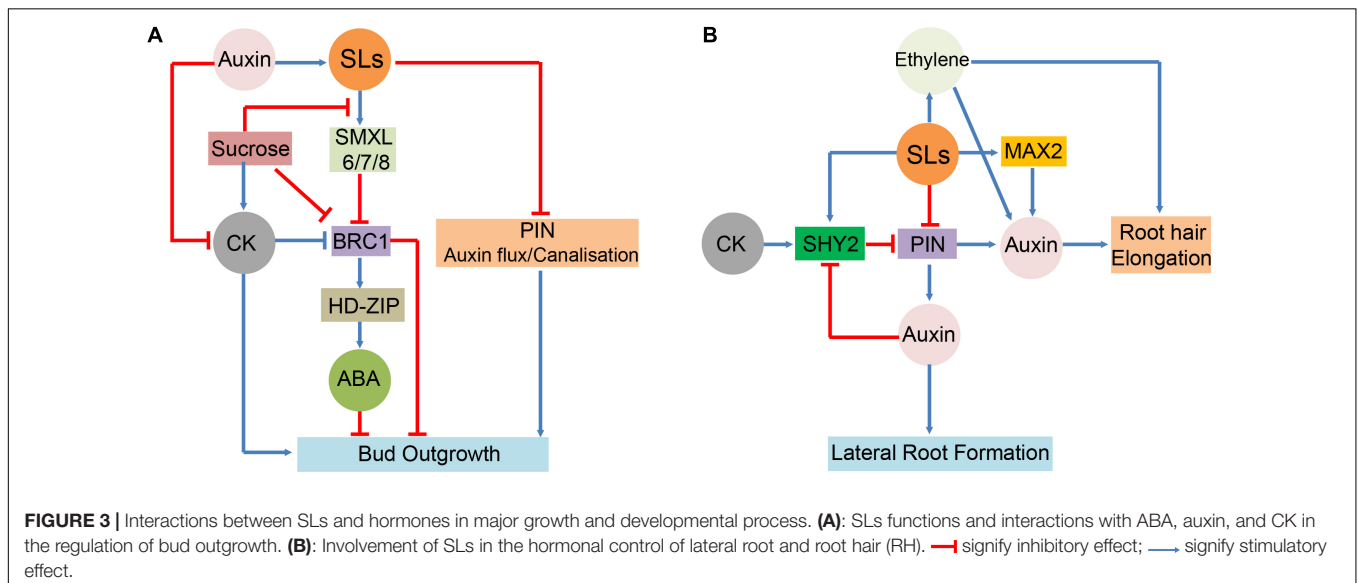 A
Auxin
SLs
Sucrose
SMXL
6/7/8
CK
BRC1
PIN
Auxin flux/Canalisation
HD-ZIP
ABA
Bud Outgrowth
B
Ethylene
SLs
MAX2
CK
SHY2
PIN
Auxin
Root hair
Elongation
Auxin
Lateral Root Formation
FIGURE 3 | Interactions between SLs and hormones in major growth and developmental process. (A): SLs functions and interactions with ABA, auxin, and CK in
the regulation of bud outgrowth. (B): Involvement of SLs in the hormonal control of lateral root and root hair (RH). signify inhibitory effect; signify stimulatory
effect.